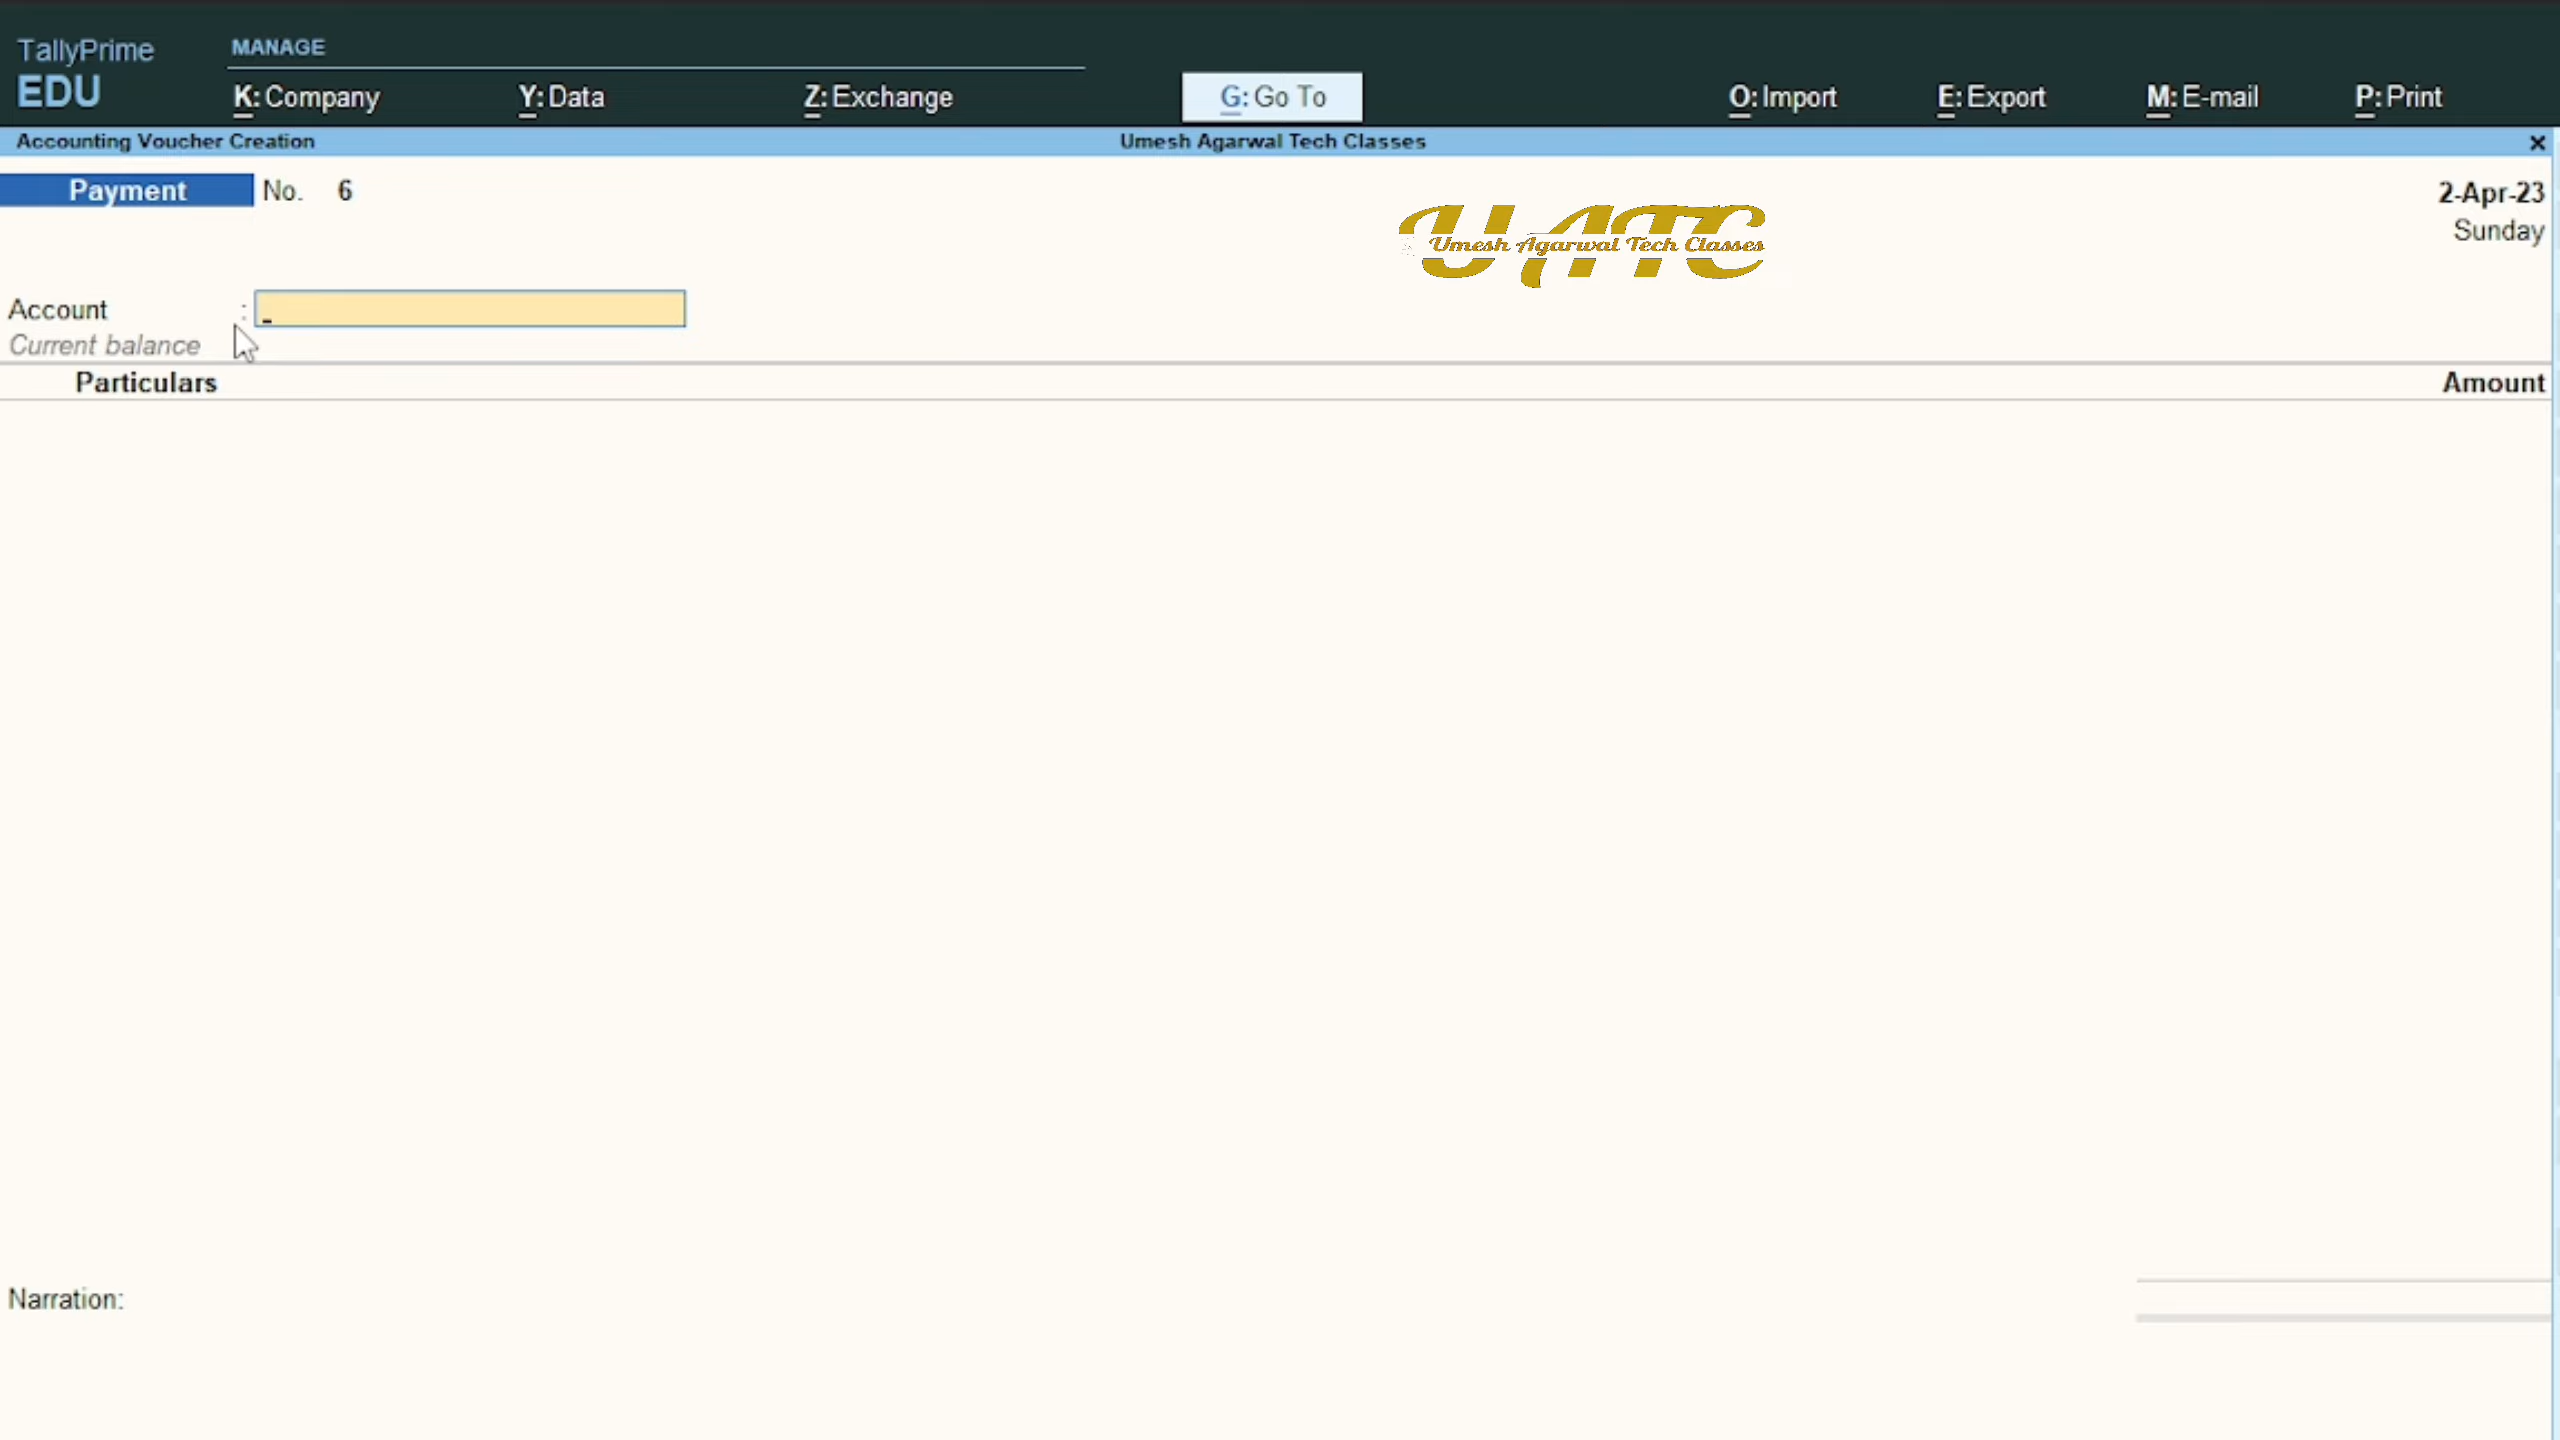 TallyPrime
EDU
MANAGE
K: Company Y: Data Z: Exchange G: Go To O: Import E: Export M: E-mail P: Print
Accounting Voucher Creation Umesh Agarwal Tech Classes ×
Payment No. 6 2-Apr-23
Sunday
UATC
Umesh Agarwal Tech Classes
Account :
Current balance
Particulars Amount
Narration: